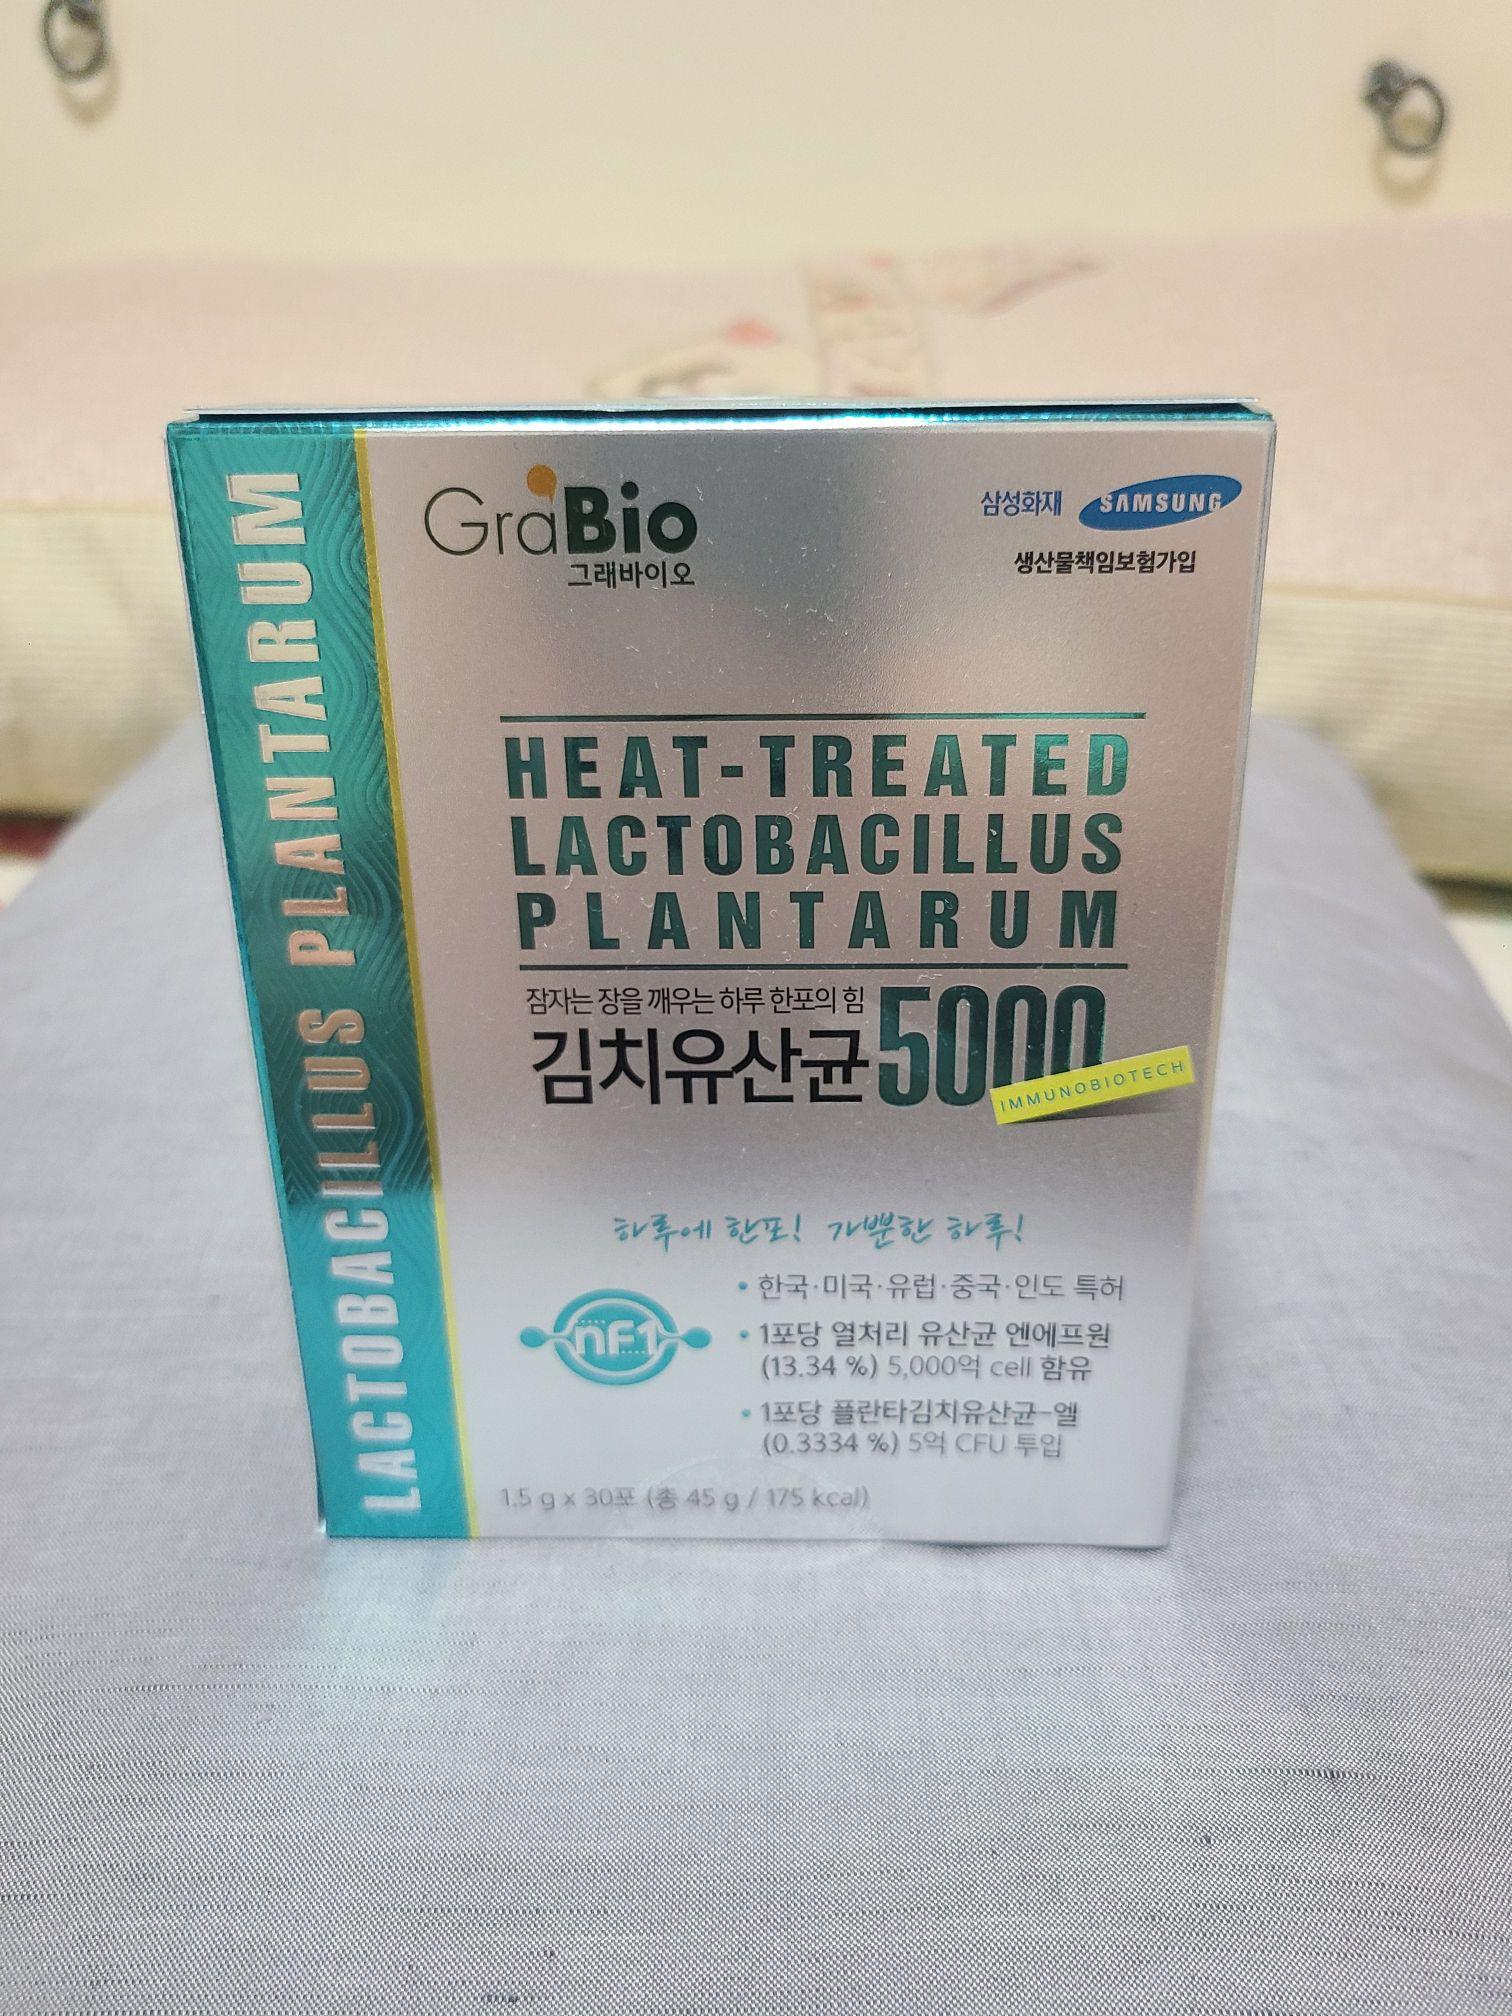 LACTOBACILLUS PLANTARUM
GraBio
그래바이오
삼성화재 SAMSUNG
생산물책임보험가입
HEAT-TREATED
LACTOBACILLUS
PLANTARUM
잠자는 장을 깨우는 하루 한포의 힘
김치유산균 5000
IMMUNOBIOTECH
하루에 한포! 가뿐한 하루!
nF1
• 한국·미국·유럽·중국·인도 특허
• 1포당 열처리 유산균 엔에프원
(13.34 %) 5,000억 cell 함유
• 1포당 플란타김치유산균-엘
(0.3334 %) 5억 CFU 투입
1.5 g x 30포 (총 45 g / 175 kcal)